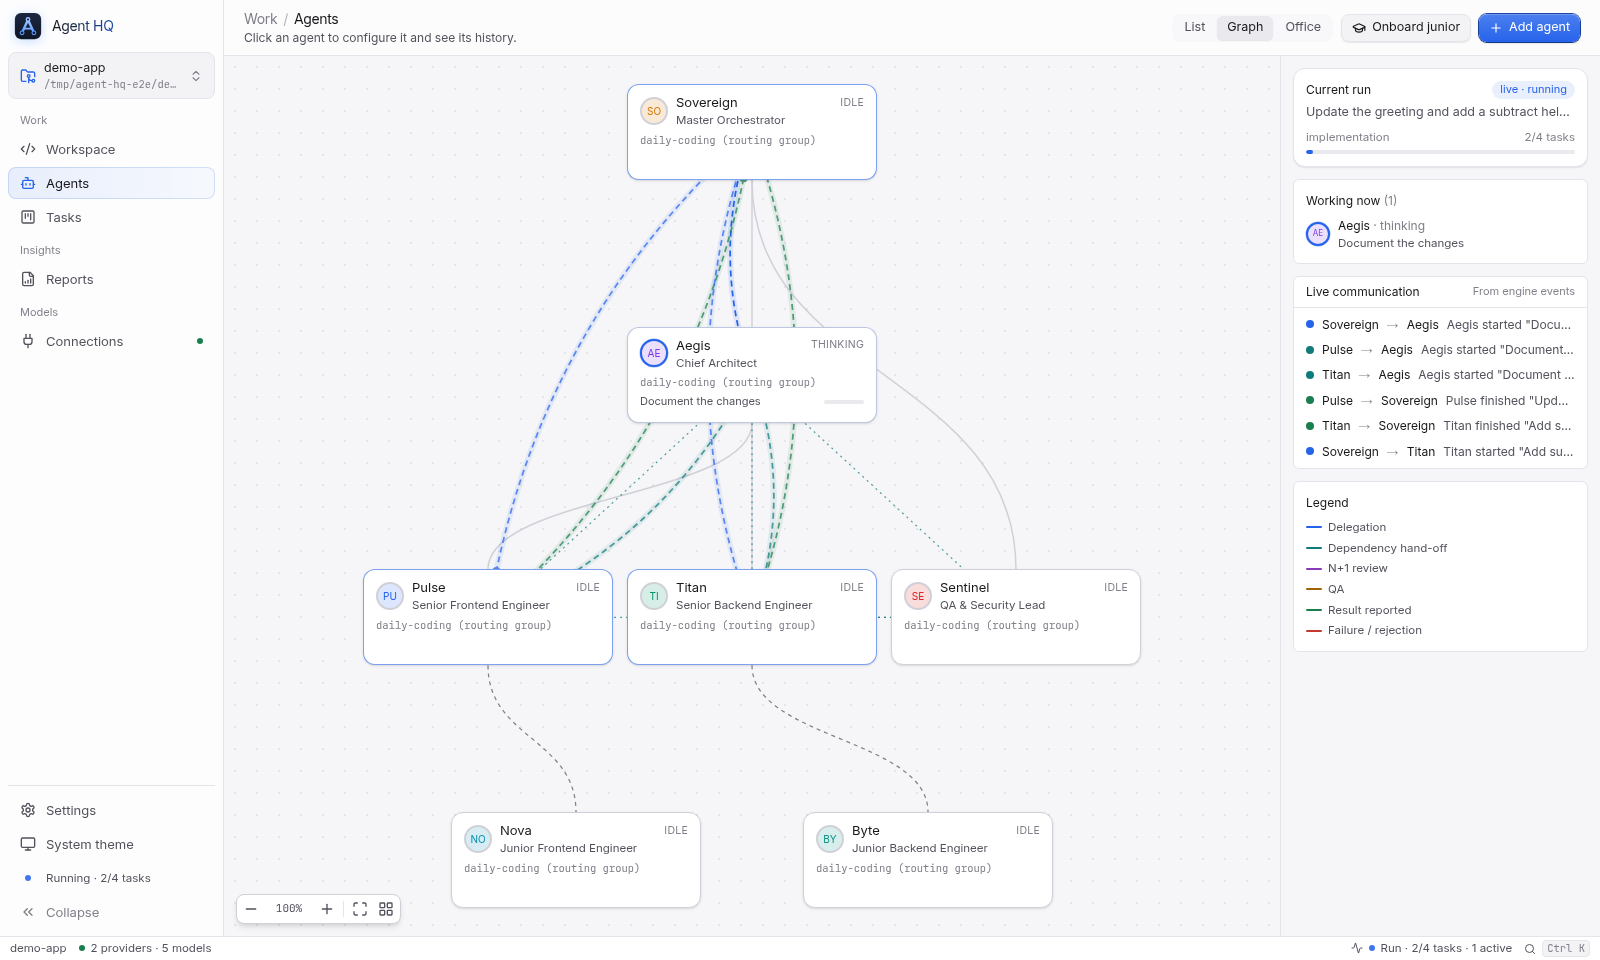 Agent HQ
demo-app
/tmp/agent-hq-e2e/de…
Work
Workspace
Agents
Tasks
Insights
Reports
Models
Connections
Settings
System theme
Running · 2/4 tasks
Collapse
Work / Agents
Click an agent to configure it and see its history.
List
Graph
Office
Onboard junior
Add agent
SO
Sovereign
IDLE
Master Orchestrator
daily-coding (routing group)
AE
Aegis
THINKING
Chief Architect
daily-coding (routing group)
Document the changes
PU
Pulse
IDLE
Senior Frontend Engineer
daily-coding (routing group)
TI
Titan
IDLE
Senior Backend Engineer
daily-coding (routing group)
SE
Sentinel
IDLE
QA & Security Lead
daily-coding (routing group)
NO
Nova
IDLE
Junior Frontend Engineer
daily-coding (routing group)
BY
Byte
IDLE
Junior Backend Engineer
daily-coding (routing group)
100%
Current run
live · running
Update the greeting and add a subtract hel…
implementation
2/4 tasks
Working now (1)
AE
Aegis · thinking
Document the changes
Live communication
From engine events
Sovereign → Aegis Aegis started "Docu…
Pulse → Aegis Aegis started "Document…
Titan → Aegis Aegis started "Document …
Pulse → Sovereign Pulse finished "Upd…
Titan → Sovereign Titan finished "Add s…
Sovereign → Titan Titan started "Add su…
Legend
Delegation
Dependency hand-off
N+1 review
QA
Result reported
Failure / rejection
demo-app
2 providers · 5 models
Run · 2/4 tasks · 1 active
Ctrl K